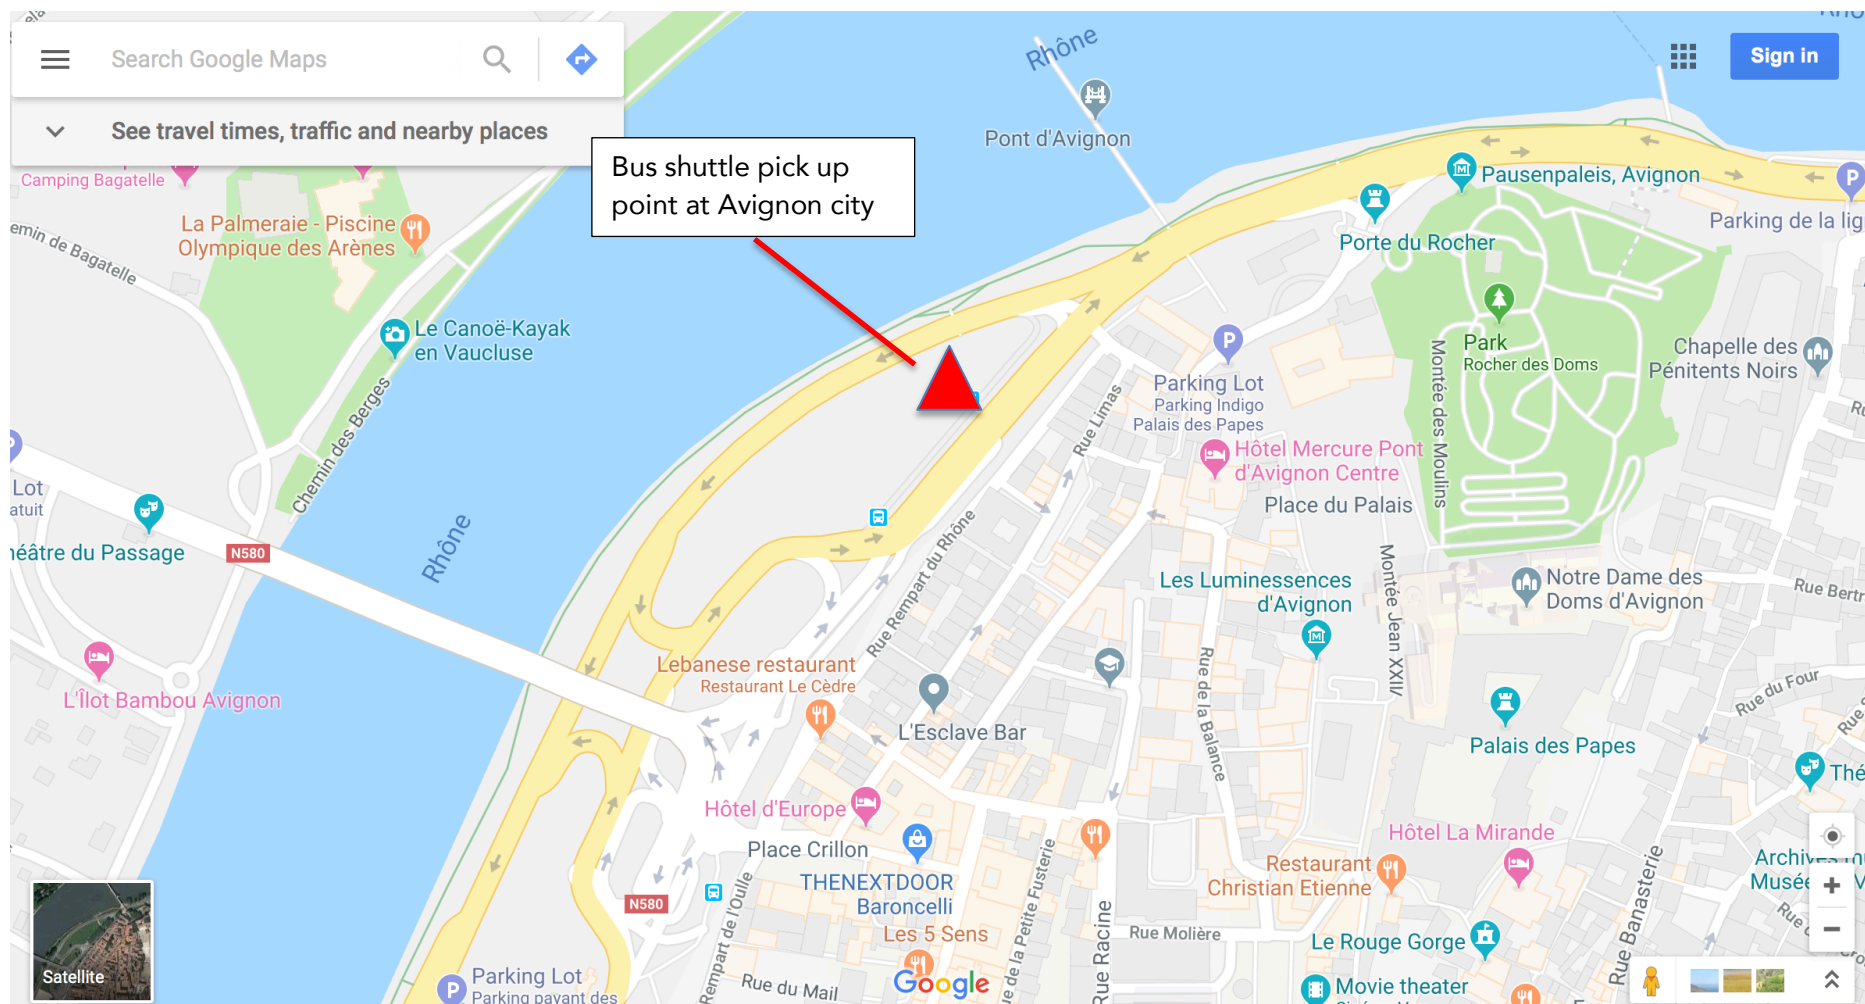 Search Google Maps
Sign in
See travel times, traffic and nearby places
Rhône
Pont d'Avignon
Bus shuttle pick up
point at Avignon city
Camping Bagatelle
La Palmeraie - Piscine
Olympique des Arènes
emin de Bagatelle
Pausenpaleis, Avignon
P
Parking de la lig
Porte du Rocher
Le Canoë-Kayak
en Vaucluse
Park
Rocher des Doms
Chapelle des
Pénitents Noirs
P
Parking Lot
Parking Indigo
Palais des Papes
Rue Limas
Montée des Moulins
Chemin des Berges
Hôtel Mercure Pont
d'Avignon Centre
Place du Palais
Lot
atuit
éâtre du Passage
N580
Rhône
Rue Rempart du Rhône
Les Luminessences
d'Avignon
M
Montée Jean XXII
Notre Dame des
Doms d'Avignon
Rue Bertr
Lebanese restaurant
Restaurant Le Cèdre
L'Îlot Bambou Avignon
L'Esclave Bar
Rue de la Balance
Rue du Four
Rue
Palais des Papes
Thé
Hôtel d'Europe
Place Crillon
THENEXTDOOR
Baroncelli
Hôtel La Mirande
Restaurant
Christian Etienne
Archives
Musée
N580
Les 5 Sens
Rempart de l'Oulle
de la Petite Fusterie
Rue Racine
Rue Molière
Le Rouge Gorge
Rue Banasterie
Satellite
P
Parking Lot
Parking payant des
Rue du Mail
Google
Movie theater